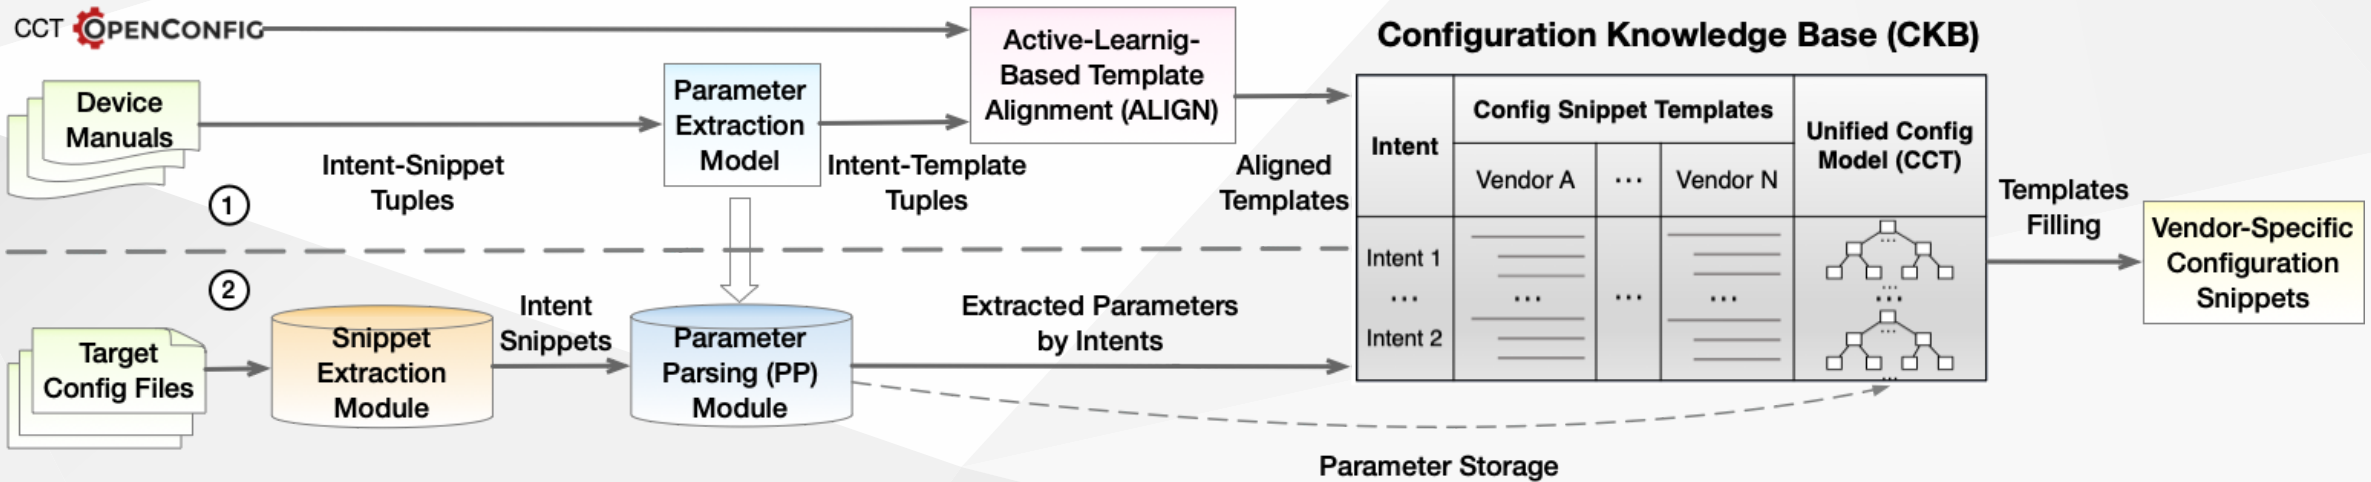 CCT OPENCONFIG
Device
Manuals
Intent-Snippet
Tuples
1
Parameter
Extraction
Model
Intent-Template
Tuples
Active-Learnig-
Based Template
Alignment (ALIGN)
Aligned
Templates
2
Target
Config Files
Snippet
Extraction
Module
Intent
Snippets
Parameter
Parsing (PP)
Module
Extracted Parameters
by Intents
Parameter Storage
Configuration Knowledge Base (CKB)
Intent
Config Snippet Templates
Vendor A
...
Vendor N
Unified Config
Model (CCT)
Intent 1
...
...
...
...
...
Intent 2
...
...
...
Templates
Filling
Vendor-Specific
Configuration
Snippets